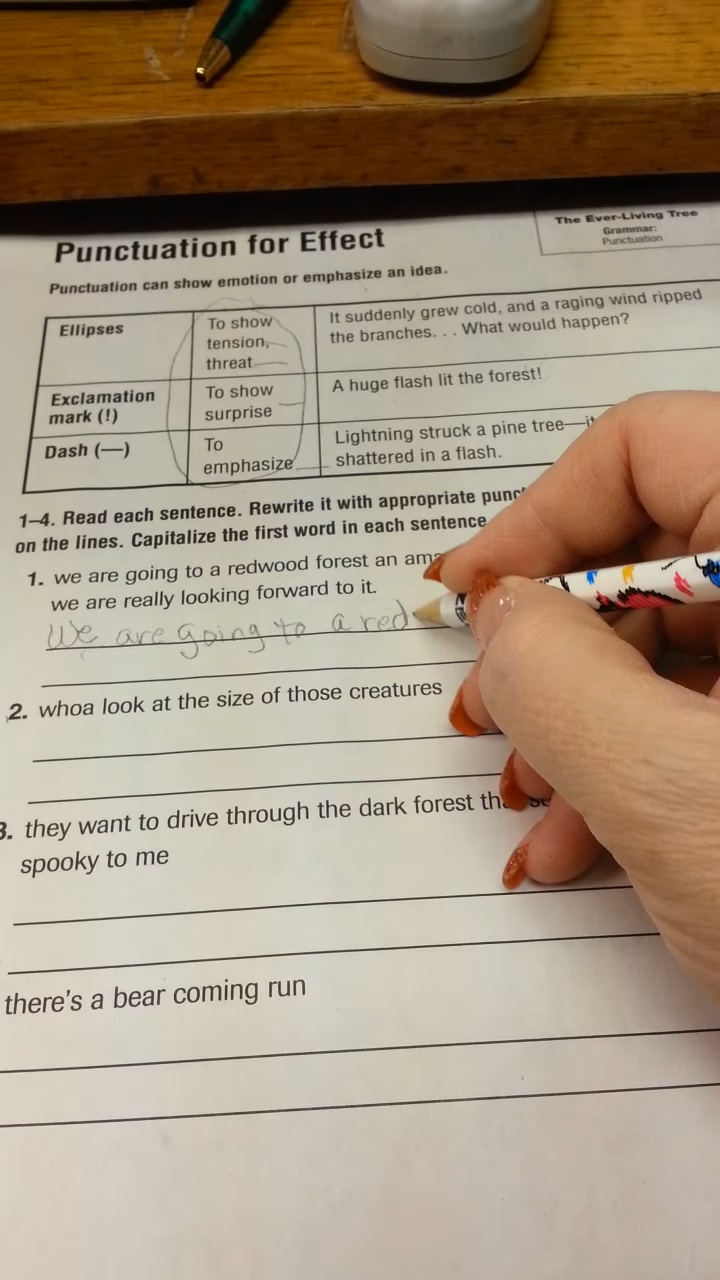 The Ever-Living Tree
Grammar:
Punctuation
Punctuation for Effect
Punctuation can show emotion or emphasize an idea.
Ellipses
To show
tension,
threat
It suddenly grew cold, and a raging wind ripped
the branches. . . What would happen?
Exclamation
mark (!)
To show
surprise
A huge flash lit the forest!
Dash (—)
To
emphasize
Lightning struck a pine tree—it
shattered in a flash.
1–4. Read each sentence. Rewrite it with appropriate
on the lines. Capitalize the first word in each sentence
1. we are going to a redwood forest an
we are really looking forward to it.
We are going to a red
2. whoa look at the size of those creatures
3. they want to drive through the dark forest
spooky to me
there's a bear coming run